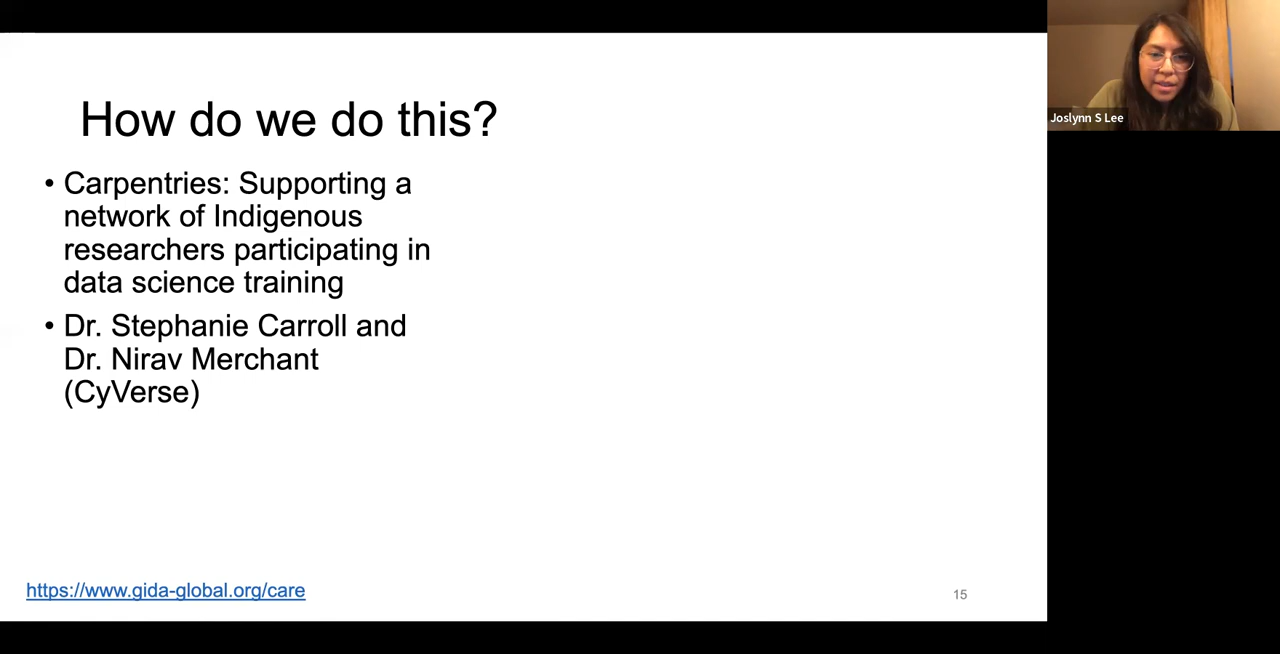 How do we do this?
• Carpentries: Supporting a
network of Indigenous
researchers participating in
data science training
• Dr. Stephanie Carroll and
Dr. Nirav Merchant
(CyVerse)
https://www.gida-global.org/care
15
Joslynn S Lee